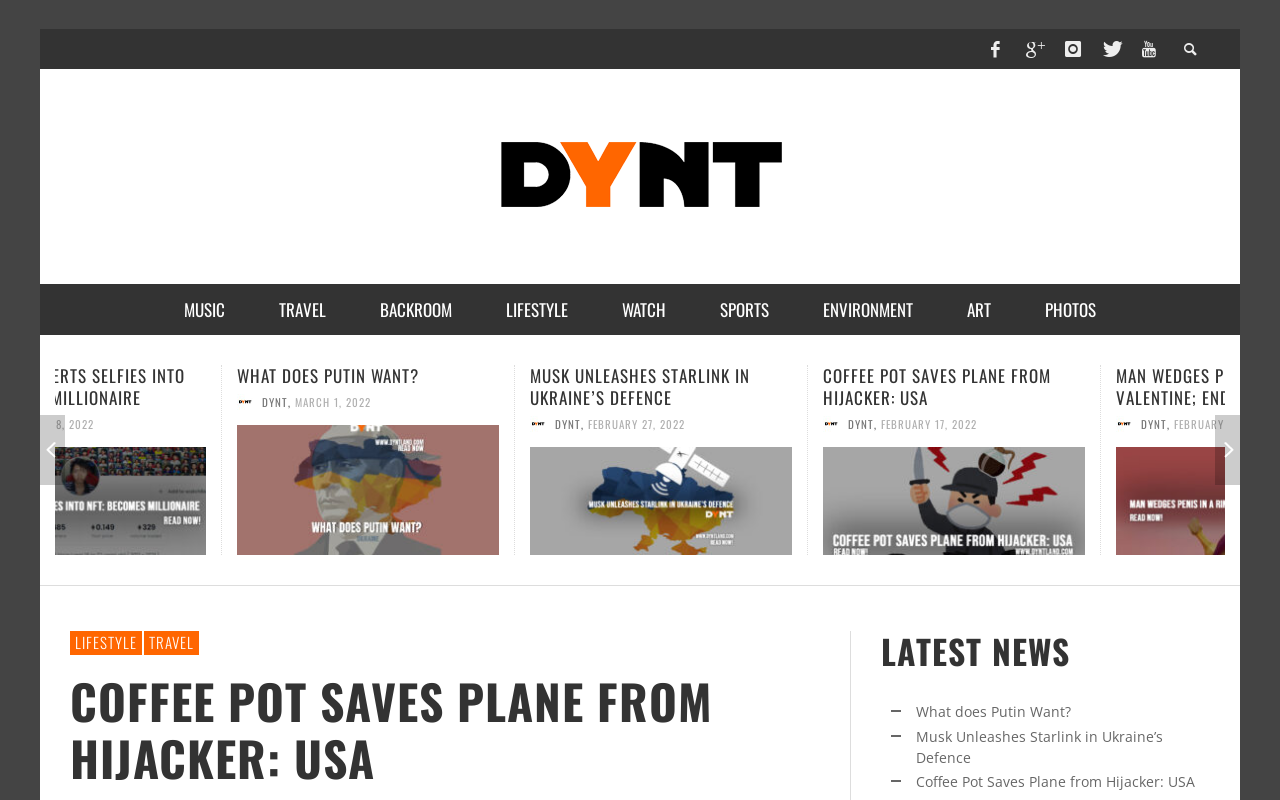 DYNT
MUSIC TRAVEL BACKROOM LIFESTYLE WATCH SPORTS ENVIRONMENT ART PHOTOS
ERTS SELFIES INTO
MILLIONAIRE
8, 2022
ES INTO NFT: BECOMES MILLIONAIRE
READ NOW!
WHAT DOES PUTIN WANT?
DYNT, MARCH 1, 2022
WWW.DYNTLAND.COM
READ NOW!
WHAT DOES PUTIN WANT?
UKRAINE
MUSK UNLEASHES STARLINK IN
UKRAINE’S DEFENCE
DYNT, FEBRUARY 27, 2022
MUSK UNLEASHES STARLINK IN UKRAINE'S DEFENCE
DYNT
READ NOW!
COFFEE POT SAVES PLANE FROM
HIJACKER: USA
DYNT, FEBRUARY 17, 2022
COFFEE POT SAVES PLANE FROM HIJACKER: USA
READ NOW! WWW.DYNTLAND.COM
MAN WEDGES P
VALENTINE; END
DYNT, FEBRUARY
MAN WEDGES PENIS IN A RIN
READ NOW!
LIFESTYLE TRAVEL
COFFEE POT SAVES PLANE FROM
HIJACKER: USA
LATEST NEWS
What does Putin Want?
Musk Unleashes Starlink in Ukraine’s
Defence
Coffee Pot Saves Plane from Hijacker: USA